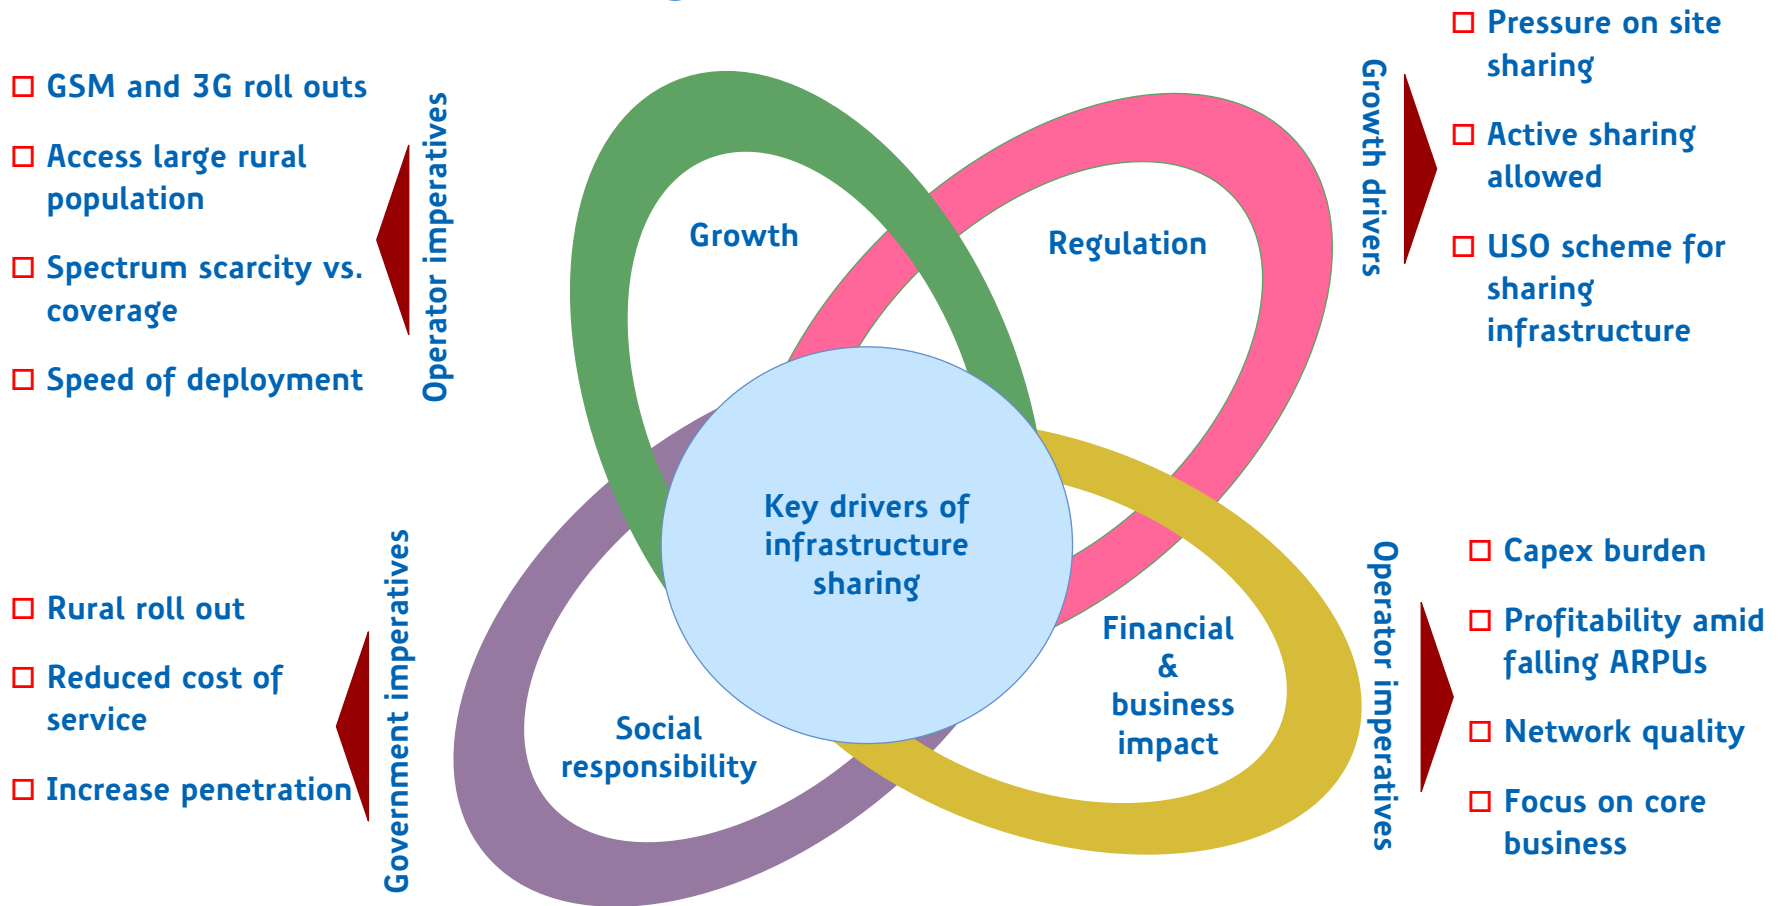 GSM and 3G roll outs
Access large rural
population
Spectrum scarcity vs.
coverage
Speed of deployment
Operator imperatives
Growth
Regulation
Growth drivers
Pressure on site
sharing
Active sharing
allowed
USO scheme for
sharing
infrastructure
Key drivers of
infrastructure
sharing
Rural roll out
Reduced cost of
service
Increase penetration
Government imperatives
Social
responsibility
Financial
&
business
impact
Operator imperatives
Capex burden
Profitability amid
falling ARPUs
Network quality
Focus on core
business